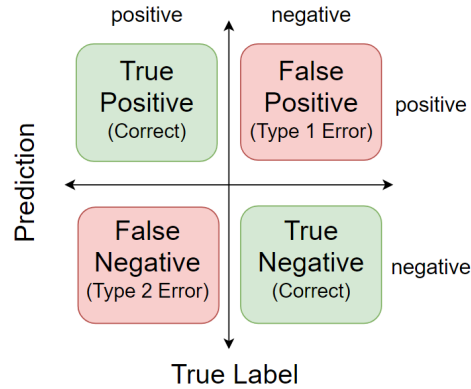 positive
negative
True
Positive
(Correct)
False
Positive
(Type 1 Error)
positive
Prediction
False
Negative
(Type 2 Error)
True
Negative
(Correct)
negative
True Label